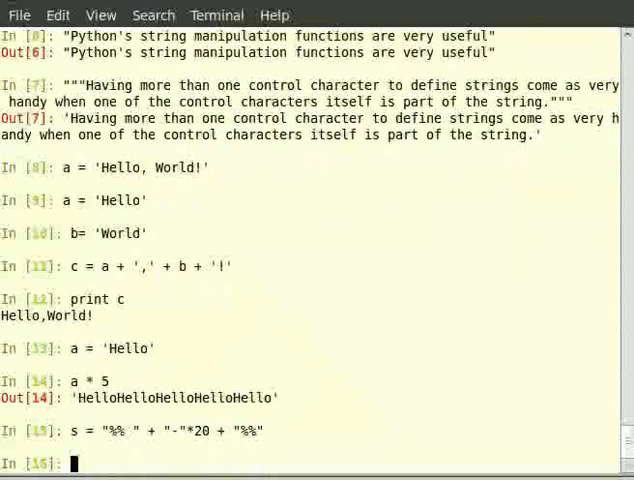 File Edit View Search Terminal Help
In [6]: "Python's string manipulation functions are very useful"
Out[6]: "Python's string manipulation functions are very useful"
In [7]: """Having more than one control character to define strings come as very
handy when one of the control characters itself is part of the string."""
Out[7]: 'Having more than one control character to define strings come as very h
andy when one of the control characters itself is part of the string.'
In [8]: a = 'Hello, World!'
In [9]: a = 'Hello'
In [10]: b= 'World'
In [11]: c = a + ',' + b + '!'
In [12]: print c
Hello,World!
In [13]: a = 'Hello'
In [14]: a * 5
Out[14]: 'HelloHelloHelloHelloHello'
In [15]: s = "%% " + "-"*20 + "%%"
In [16]: